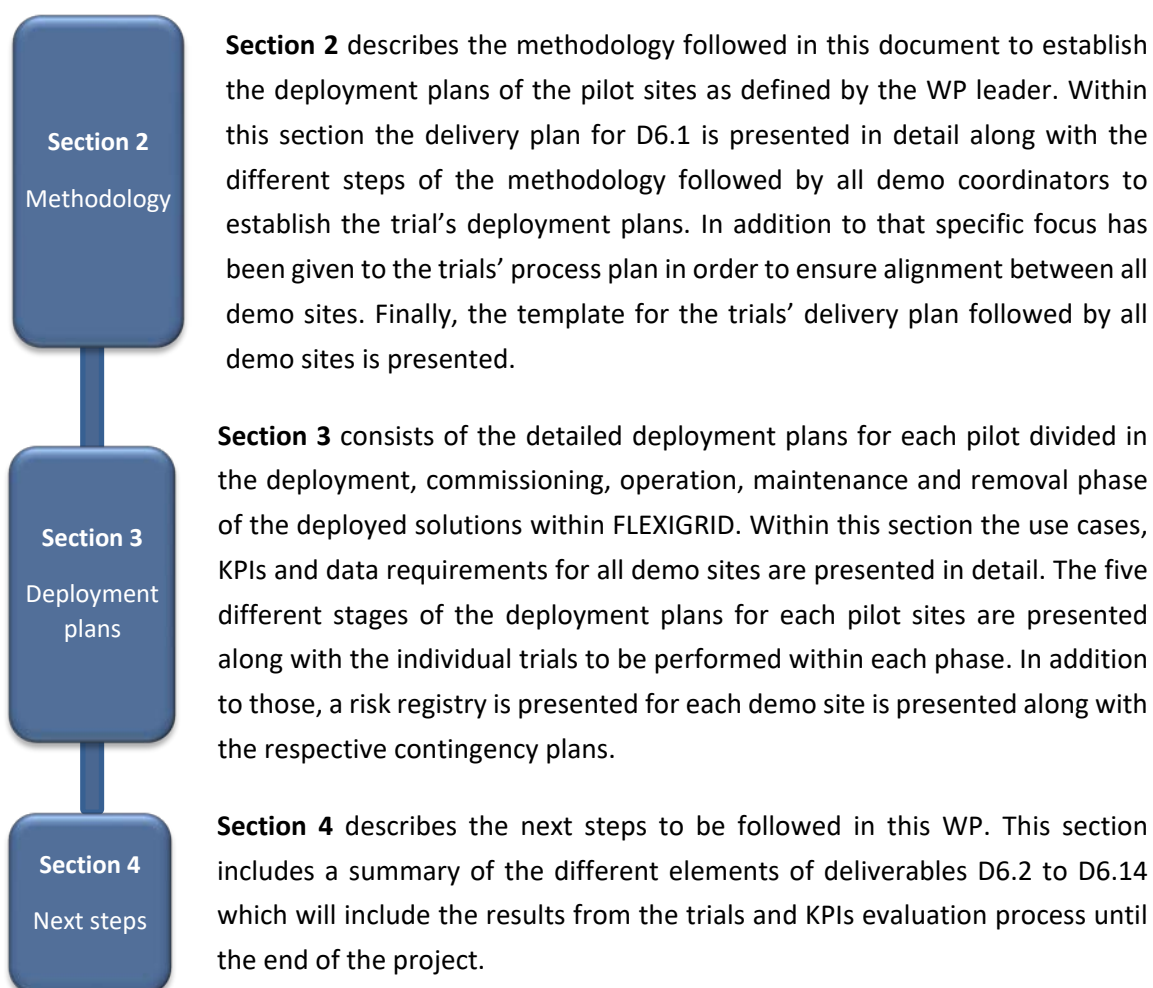 Section 2
Methodology
Section 2 describes the methodology followed in this document to establish
the deployment plans of the pilot sites as defined by the WP leader. Within
this section the delivery plan for D6.1 is presented in detail along with the
different steps of the methodology followed by all demo coordinators to
establish the trial’s deployment plans. In addition to that specific focus has
been given to the trials’ process plan in order to ensure alignment between all
demo sites. Finally, the template for the trials’ delivery plan followed by all
demo sites is presented.
Section 3
Deployment
plans
Section 3 consists of the detailed deployment plans for each pilot divided in
the deployment, commissioning, operation, maintenance and removal phase
of the deployed solutions within FLEXIGRID. Within this section the use cases,
KPIs and data requirements for all demo sites are presented in detail. The five
different stages of the deployment plans for each pilot sites are presented
along with the individual trials to be performed within each phase. In addition
to those, a risk registry is presented for each demo site is presented along with
the respective contingency plans.
Section 4
Next steps
Section 4 describes the next steps to be followed in this WP. This section
includes a summary of the different elements of deliverables D6.2 to D6.14
which will include the results from the trials and KPIs evaluation process until
the end of the project.